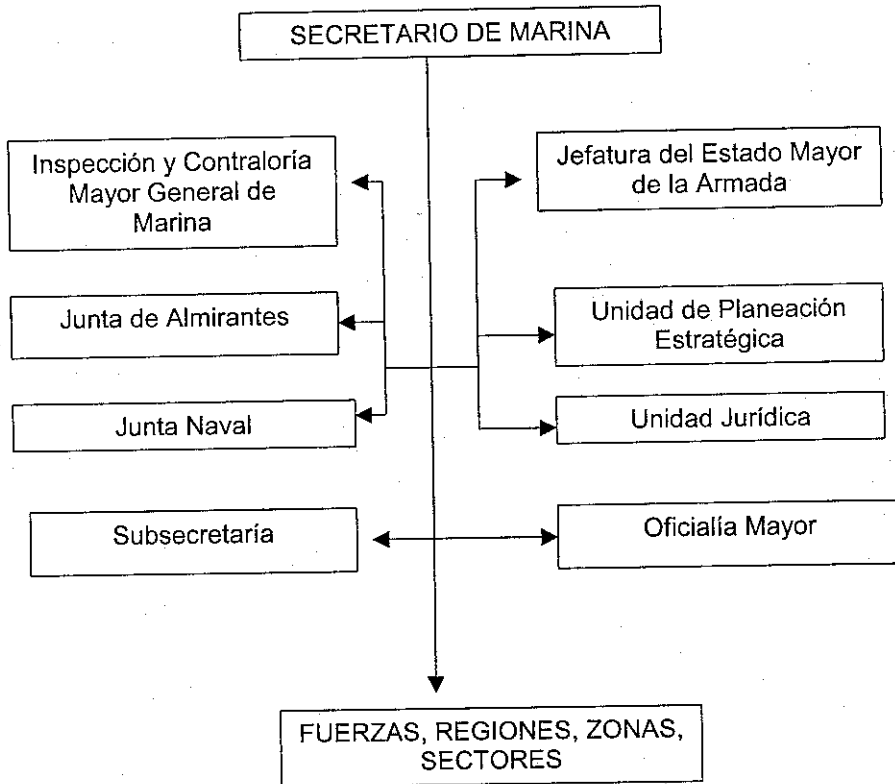 SECRETARIO DE MARINA
Inspección y Contraloría
Mayor General de
Marina
Jefatura del Estado Mayor
de la Armada
Junta de Almirantes
Unidad de Planeación
Estratégica
Junta Naval
Unidad Jurídica
Subsecretaría
Oficialía Mayor
FUERZAS, REGIONES, ZONAS,
SECTORES